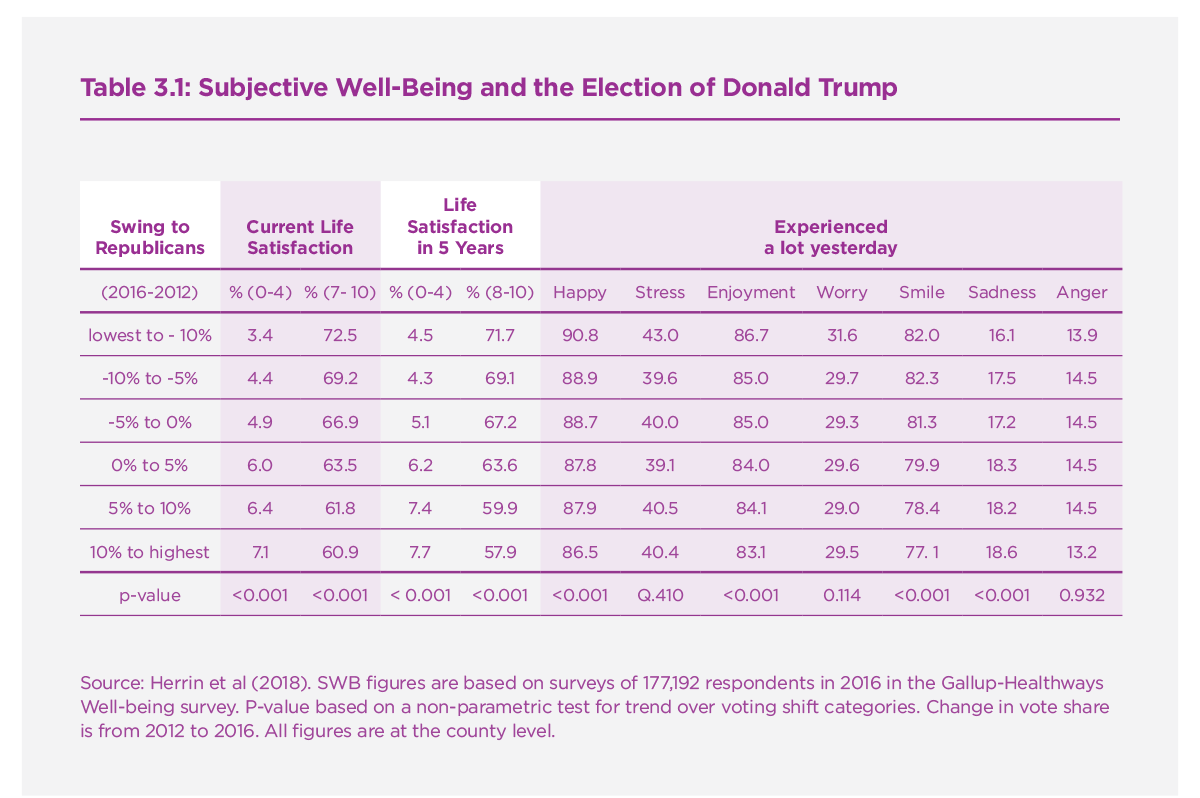 Table 3.1: Subjective Well-Being and the Election of Donald Trump
Swing to Republicans Current Life Satisfaction Life Satisfaction in 5 Years Experienced a lot yesterday
(2016-2012) % (0-4) % (7- 10) % (0-4) % (8-10) Happy Stress Enjoyment Worry Smile Sadness Anger
lowest to - 10% 3.4 72.5 4.5 71.7 90.8 43.0 86.7 31.6 82.0 16.1 13.9
-10% to -5% 4.4 69.2 4.3 69.1 88.9 39.6 85.0 29.7 82.3 17.5 14.5
-5% to 0% 4.9 66.9 5.1 67.2 88.7 40.0 85.0 29.3 81.3 17.2 14.5
0% to 5% 6.0 63.5 6.2 63.6 87.8 39.1 84.0 29.6 79.9 18.3 14.5
5% to 10% 6.4 61.8 7.4 59.9 87.9 40.5 84.1 29.0 78.4 18.2 14.5
10% to highest 7.1 60.9 7.7 57.9 86.5 40.4 83.1 29.5 77. 1 18.6 13.2
p-value <0.001 <0.001 < 0.001 <0.001 <0.001 Q.410 <0.001 0.114 <0.001 <0.001 0.932
Source: Herrin et al (2018). SWB figures are based on surveys of 177,192 respondents in 2016 in the Gallup-Healthways
Well-being survey. P-value based on a non-parametric test for trend over voting shift categories. Change in vote share
is from 2012 to 2016. All figures are at the county level.